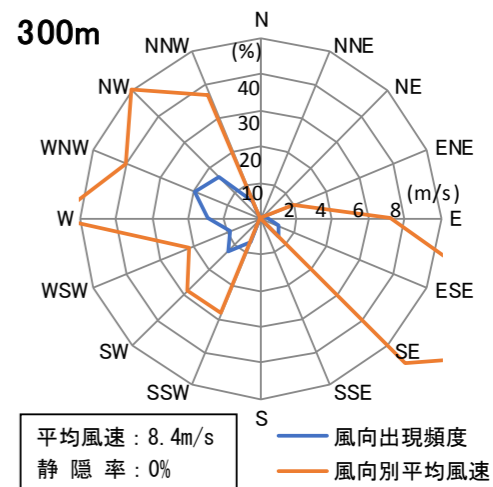 300m
N
NNW
NNE
(%)
NW
NE
40
30
WNW
ENE
20
10
(m/s)
2
4
6
8
W
E
WSW
ESE
SW
SE
SSW
SSE
S
平均風速：8.4m/s
静 隠 率：0%
風向出現頻度
風向別平均風速